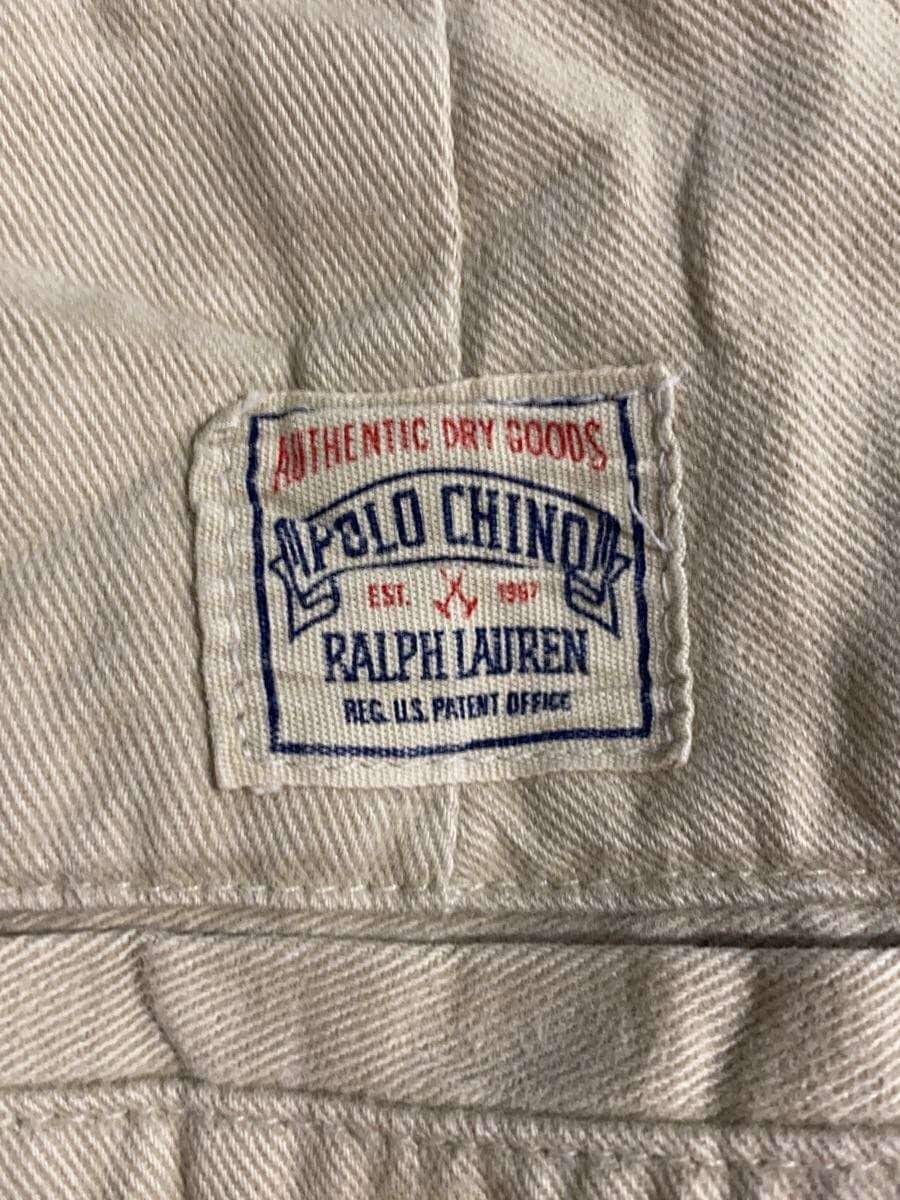 AUTHENTIC DRY GOODS
POLO CHINO
EST. 1967
RALPH LAUREN
REG. U.S. PATENT OFFICE